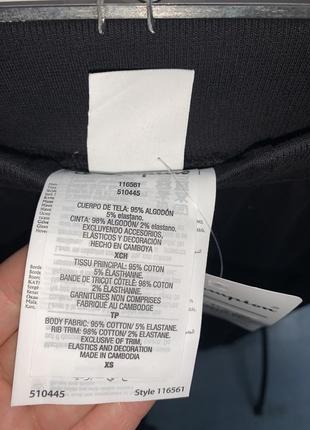 116561
510445
CUERPO DE TELA: 95% ALGODÓN
5% elastano.
CINTA: 98% ALGODÓN/ 2% elastano.
EXCLUYENDO ACCESORIOS,
ELÁSTICOS Y DECORACIÓN
HECHO EN CAMBOYA
XCH
TISSU PRINCIPAL: 95% COTON
5% ÉLASTHANNE.
BANDE DE TRICOT CÔTELÉ: 98% COTON
2% ÉLASTHANNE.
GARNITURES NON COMPRISES
FABRIQUÉ AU CAMBODGE
TP
BODY FABRIC: 95% COTTON/ 5% ELASTANE.
RIB TRIM: 98% COTTON/ 2% ELASTANE.
EXCLUSIVE OF TRIM,
ELASTICS AND DECORATION
MADE IN CAMBODIA
XS
510445 Style 116561